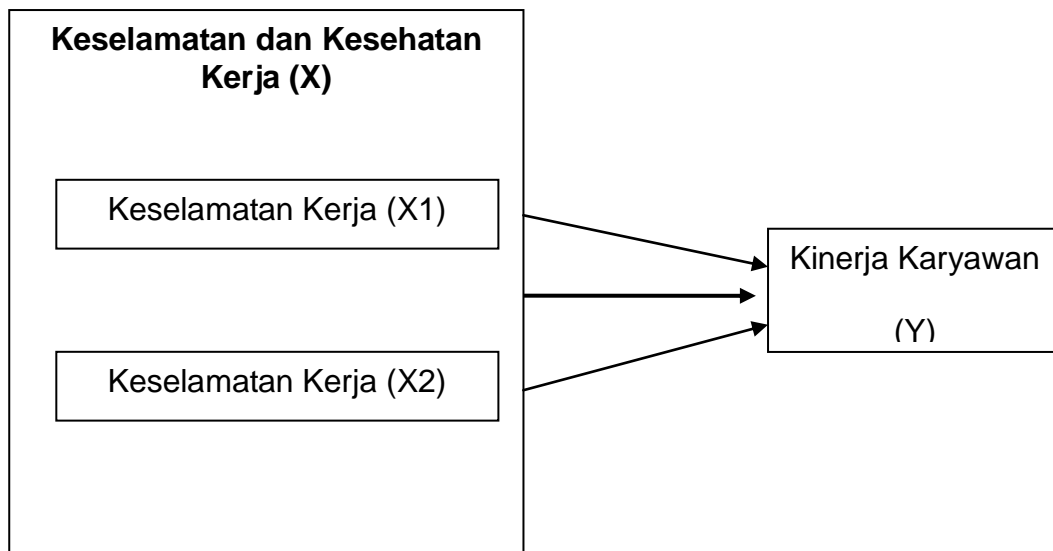 Keselamatan dan Kesehatan
Kerja (X)
Keselamatan Kerja (X1)
Kinerja Karyawan
(Y)
Keselamatan Kerja (X2)